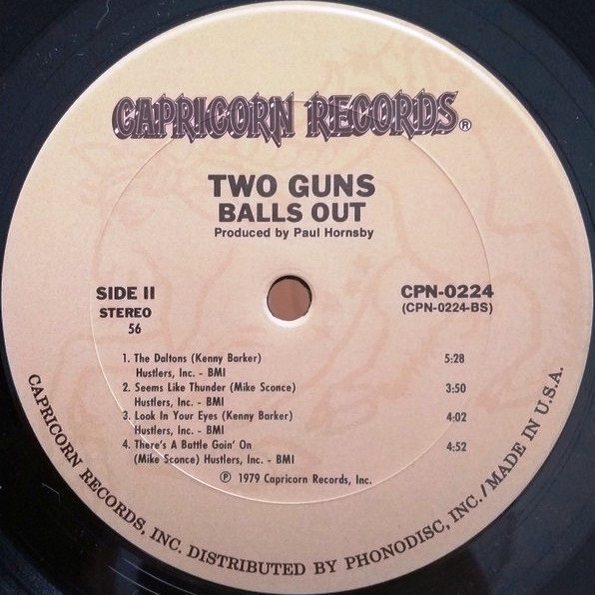 CAPRICORN RECORDS®
TWO GUNS
BALLS OUT
Produced by Paul Hornsby
SIDE II
STEREO
56
CPN-0224
(CPN-0224-BS)
1. The Daltons (Kenny Barker) 5:28
Hustlers, Inc. - BMI
2. Seems Like Thunder (Mike Sconce) 3:50
Hustlers, Inc. - BMI
3. Look In Your Eyes (Kenny Barker) 4:02
Hustlers, Inc. - BMI
4. There's A Battle Goin' On 4:52
(Mike Sconce) Hustlers, Inc. - BMI
℗ 1979 Capricorn Records, Inc.
CAPRICORN RECORDS, INC. DISTRIBUTED BY PHONODISC, INC./MADE IN U.S.A.